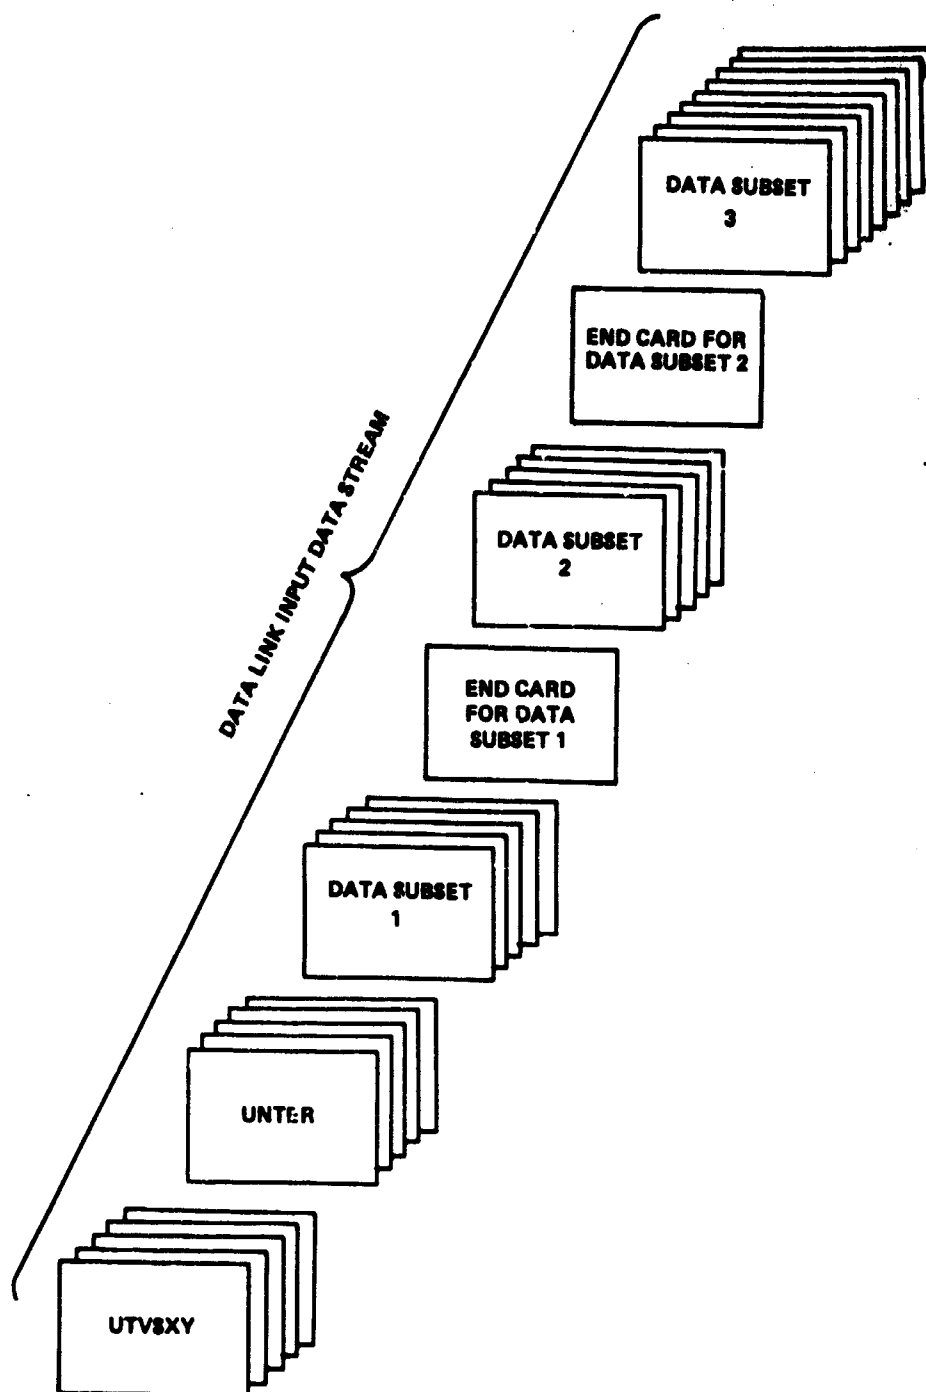 DATA SUBSET
3
END CARD FOR
DATA SUBSET 2
DATA LINK INPUT DATA STREAM
DATA SUBSET
2
END CARD
FOR DATA
SUBSET 1
DATA SUBSET
1
UNTER
UTVSXY